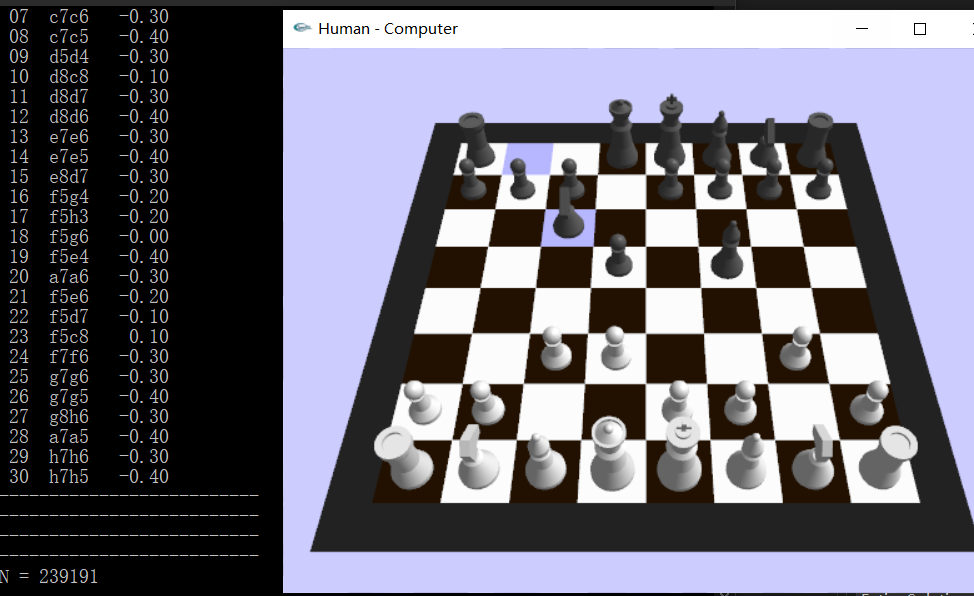 07 c7c6 -0.30
08 c7c5 -0.40
09 d5d4 -0.30
10 d8c8 -0.10
11 d8d7 -0.30
12 d8d6 -0.40
13 e7e6 -0.30
14 e7e5 -0.40
15 e8d7 -0.30
16 f5g4 -0.20
17 f5h3 -0.20
18 f5g6 -0.00
19 f5e4 -0.40
20 a7a6 -0.30
21 f5e6 -0.20
22 f5d7 -0.10
23 f5c8 0.10
24 f7f6 -0.30
25 g7g6 -0.30
26 g7g5 -0.40
27 g8h6 -0.30
28 a7a5 -0.40
29 h7h6 -0.30
30 h7h5 -0.40
--------------------------
--------------------------
--------------------------
--------------------------
N = 239191
Human - Computer